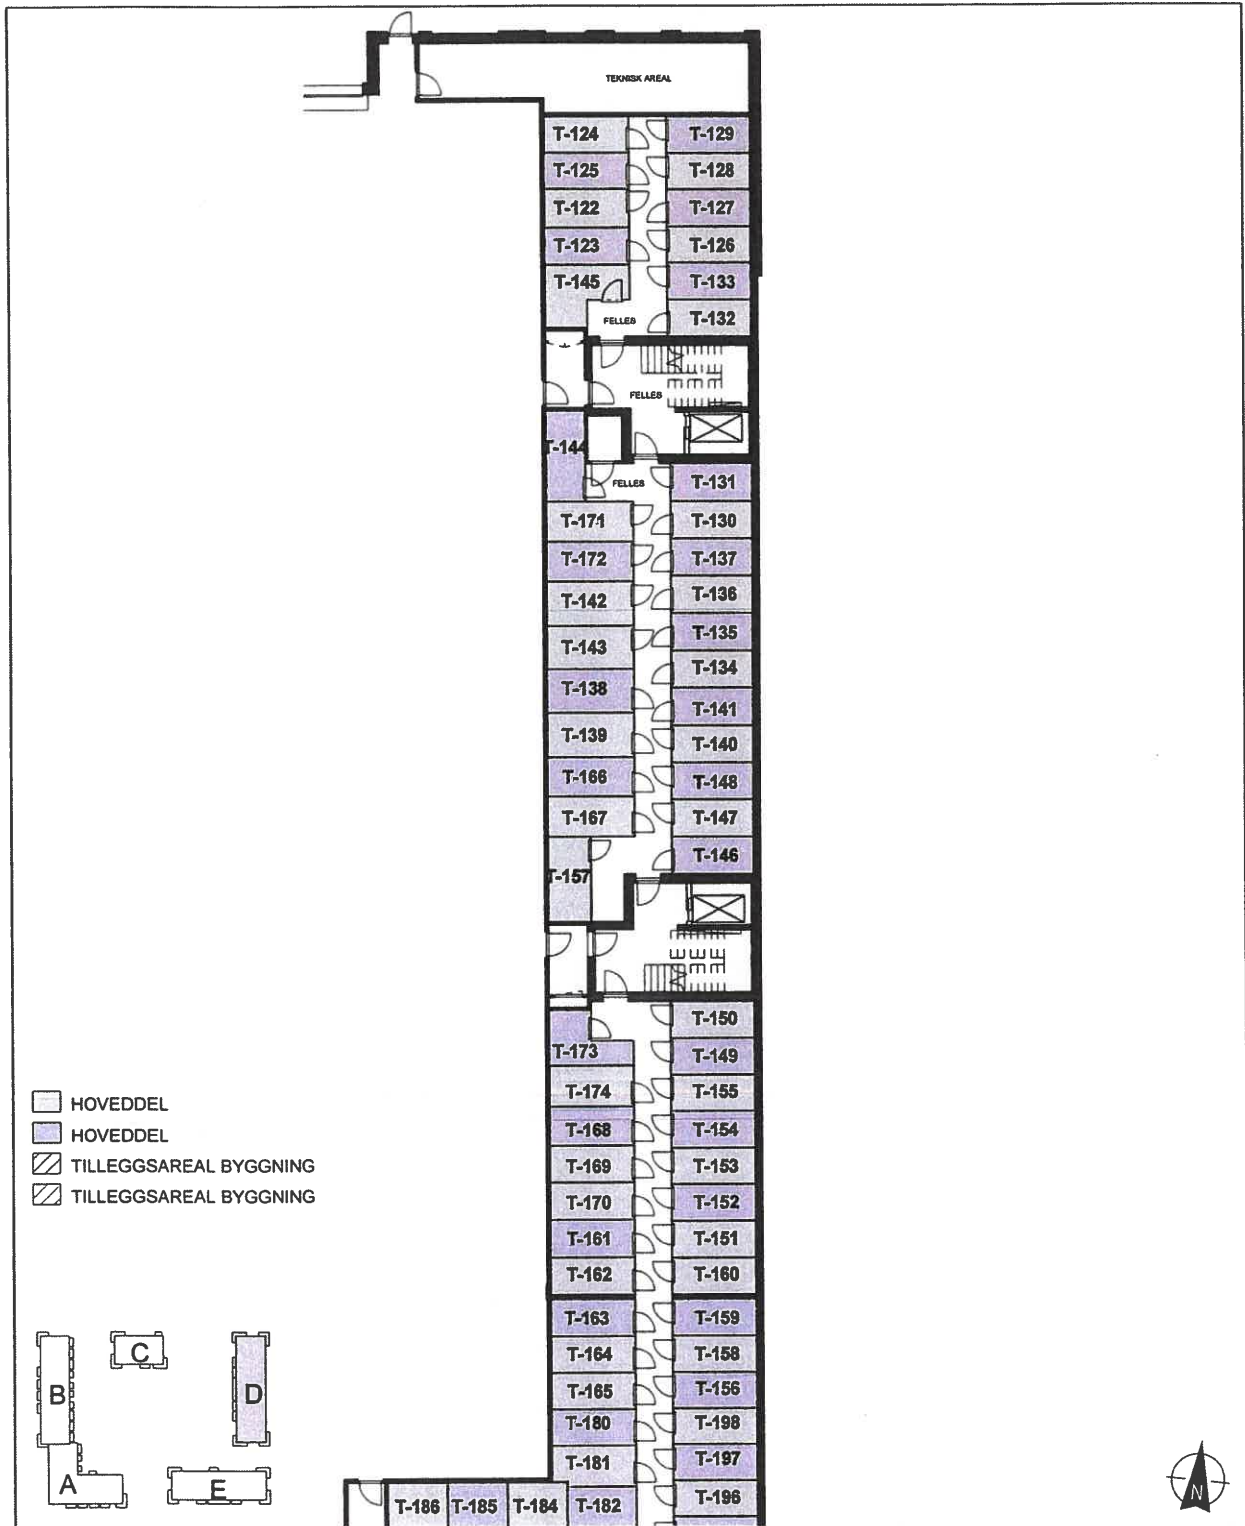 TEKNISK AREAL
T-124 T-129
T-125 T-128
T-122 T-127
T-123 T-126
T-145 T-133
FELLES T-132
FELLES
T-144
FELLES T-131
T-171 T-130
T-172 T-137
T-142 T-136
T-143 T-135
T-134
T-138 T-141
T-139 T-140
T-166 T-148
T-167 T-147
T-146
T-157
T-150
T-173 T-149
T-174 T-155
T-168 T-154
T-169 T-153
T-170 T-152
T-161 T-151
T-162 T-160
T-163 T-159
T-164 T-158
T-165 T-156
T-180 T-198
T-181 T-197
T-186 T-185 T-184 T-182 T-196
HOVEDDEL
HOVEDDEL
TILLEGGSAREAL BYGGNING
TILLEGGSAREAL BYGGNING
C
B D
A E
N